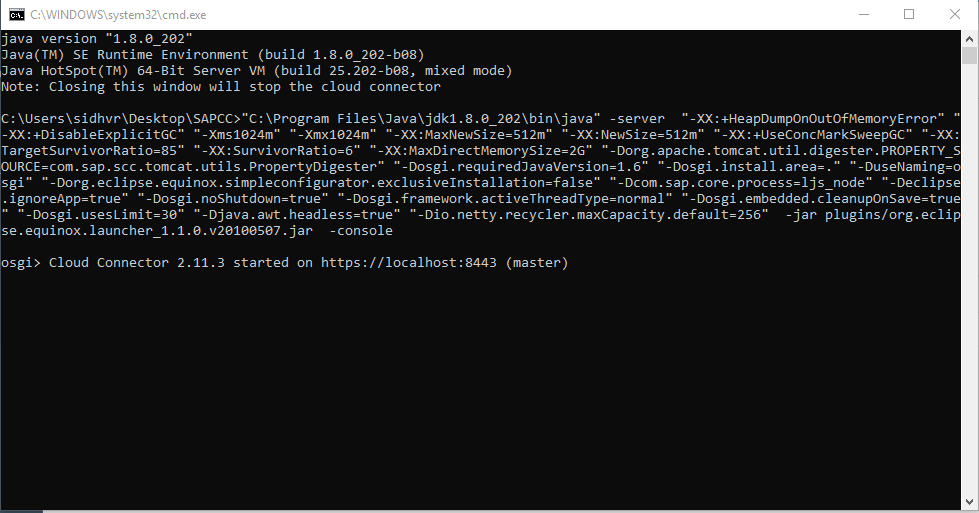 C:\WINDOWS\system32\cmd.exe
java version "1.8.0_202"
Java(TM) SE Runtime Environment (build 1.8.0_202-b08)
Java HotSpot(TM) 64-Bit Server VM (build 25.202-b08, mixed mode)
Note: Closing this window will stop the cloud connector
C:\Users\sidhvr\Desktop\SAPCC>"C:\Program Files\Java\jdk1.8.0_202\bin\java" -server  "-XX:+HeapDumpOnOutOfMemoryError" "
-XX:+DisableExplicitGC" "-Xms1024m" "-Xmx1024m" "-XX:MaxNewSize=512m" "-XX:NewSize=512m" "-XX:+UseConcMarkSweepGC" "-XX:
TargetSurvivorRatio=85" "-XX:SurvivorRatio=6" "-XX:MaxDirectMemorySize=2G" "-Dorg.apache.tomcat.util.digester.PROPERTY_S
OURCE=com.sap.scc.tomcat.utils.PropertyDigester" "-Dosgi.requiredJavaVersion=1.6" "-Dosgi.install.area=." "-DuseNaming=o
sgi" "-Dorg.eclipse.equinox.simpleconfigurator.exclusiveInstallation=false" "-Dcom.sap.core.process=ljs_node" "-Declipse
.ignoreApp=true" "-Dosgi.noShutdown=true" "-Dosgi.framework.activeThreadType=normal" "-Dosgi.embedded.cleanupOnSave=true
" "-Dosgi.usesLimit=30" "-Djava.awt.headless=true" "-Dio.netty.recycler.maxCapacity.default=256"  -jar plugins/org.eclip
se.equinox.launcher_1.1.0.v20100507.jar  -console
osgi> Cloud Connector 2.11.3 started on https://localhost:8443 (master)